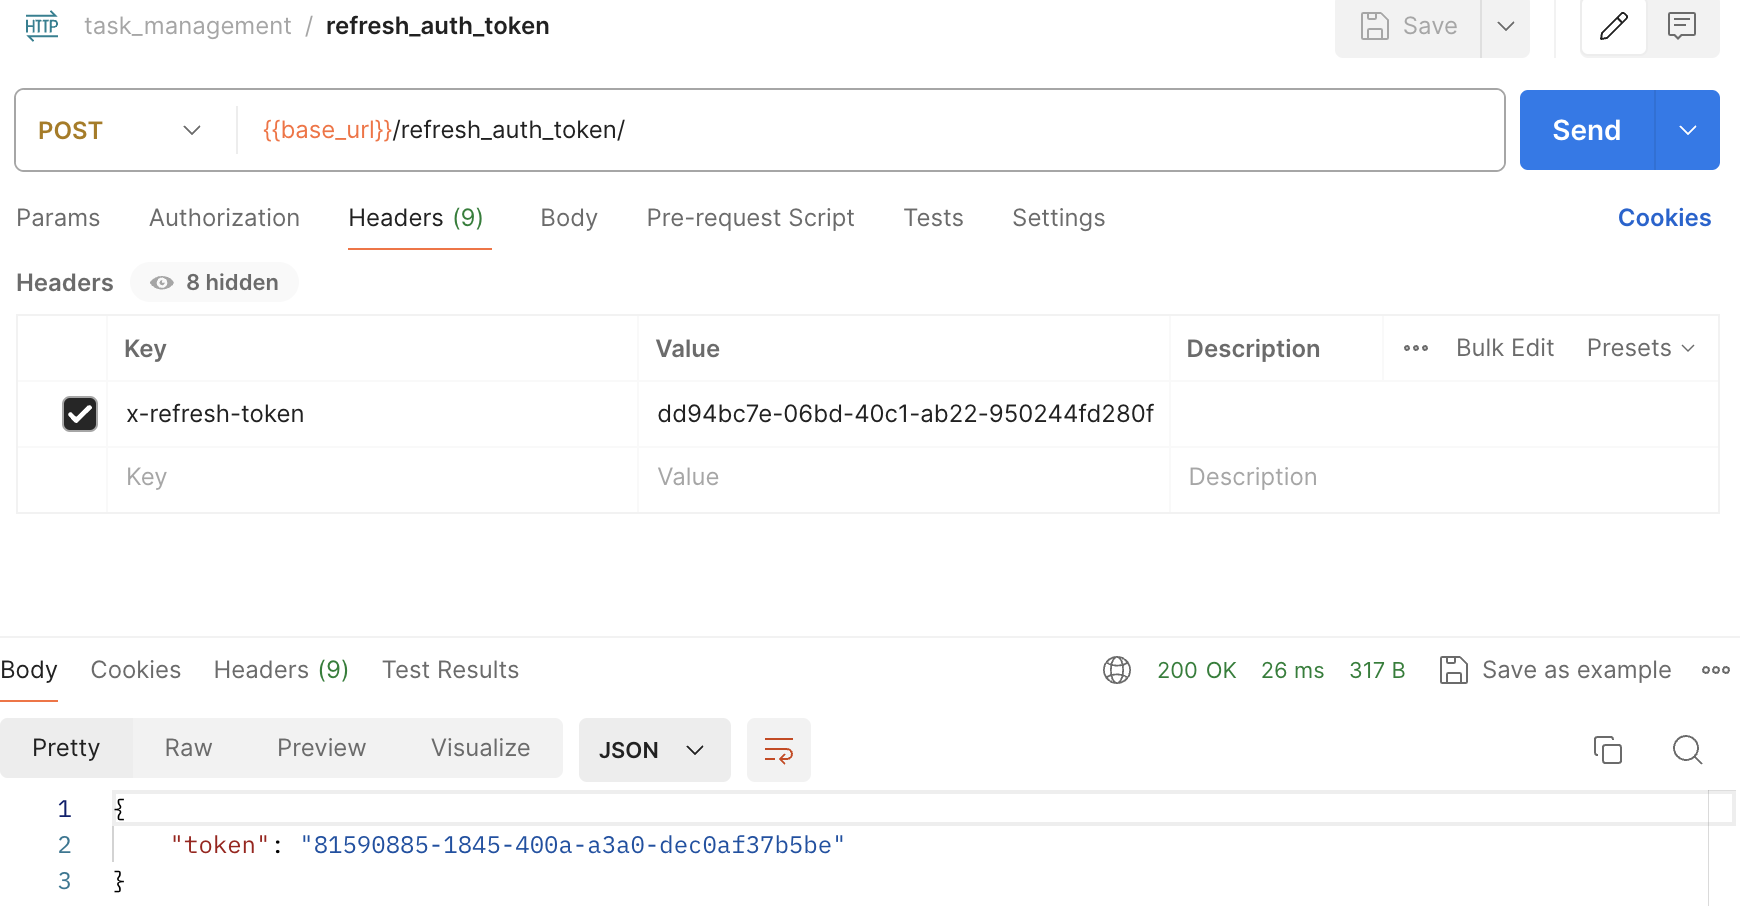 HTTP task_management / refresh_auth_token Save
POST {{base_url}}/refresh_auth_token/ Send
Params Authorization Headers (9) Body Pre-request Script Tests Settings Cookies
Headers 8 hidden
Key Value Description Bulk Edit Presets
x-refresh-token dd94bc7e-06bd-40c1-ab22-950244fd280f
Key Value Description
Body Cookies Headers (9) Test Results 200 OK 26 ms 317 B Save as example
Pretty Raw Preview Visualize JSON
1 {
2 "token": "81590885-1845-400a-a3a0-dec0af37b5be"
3 }